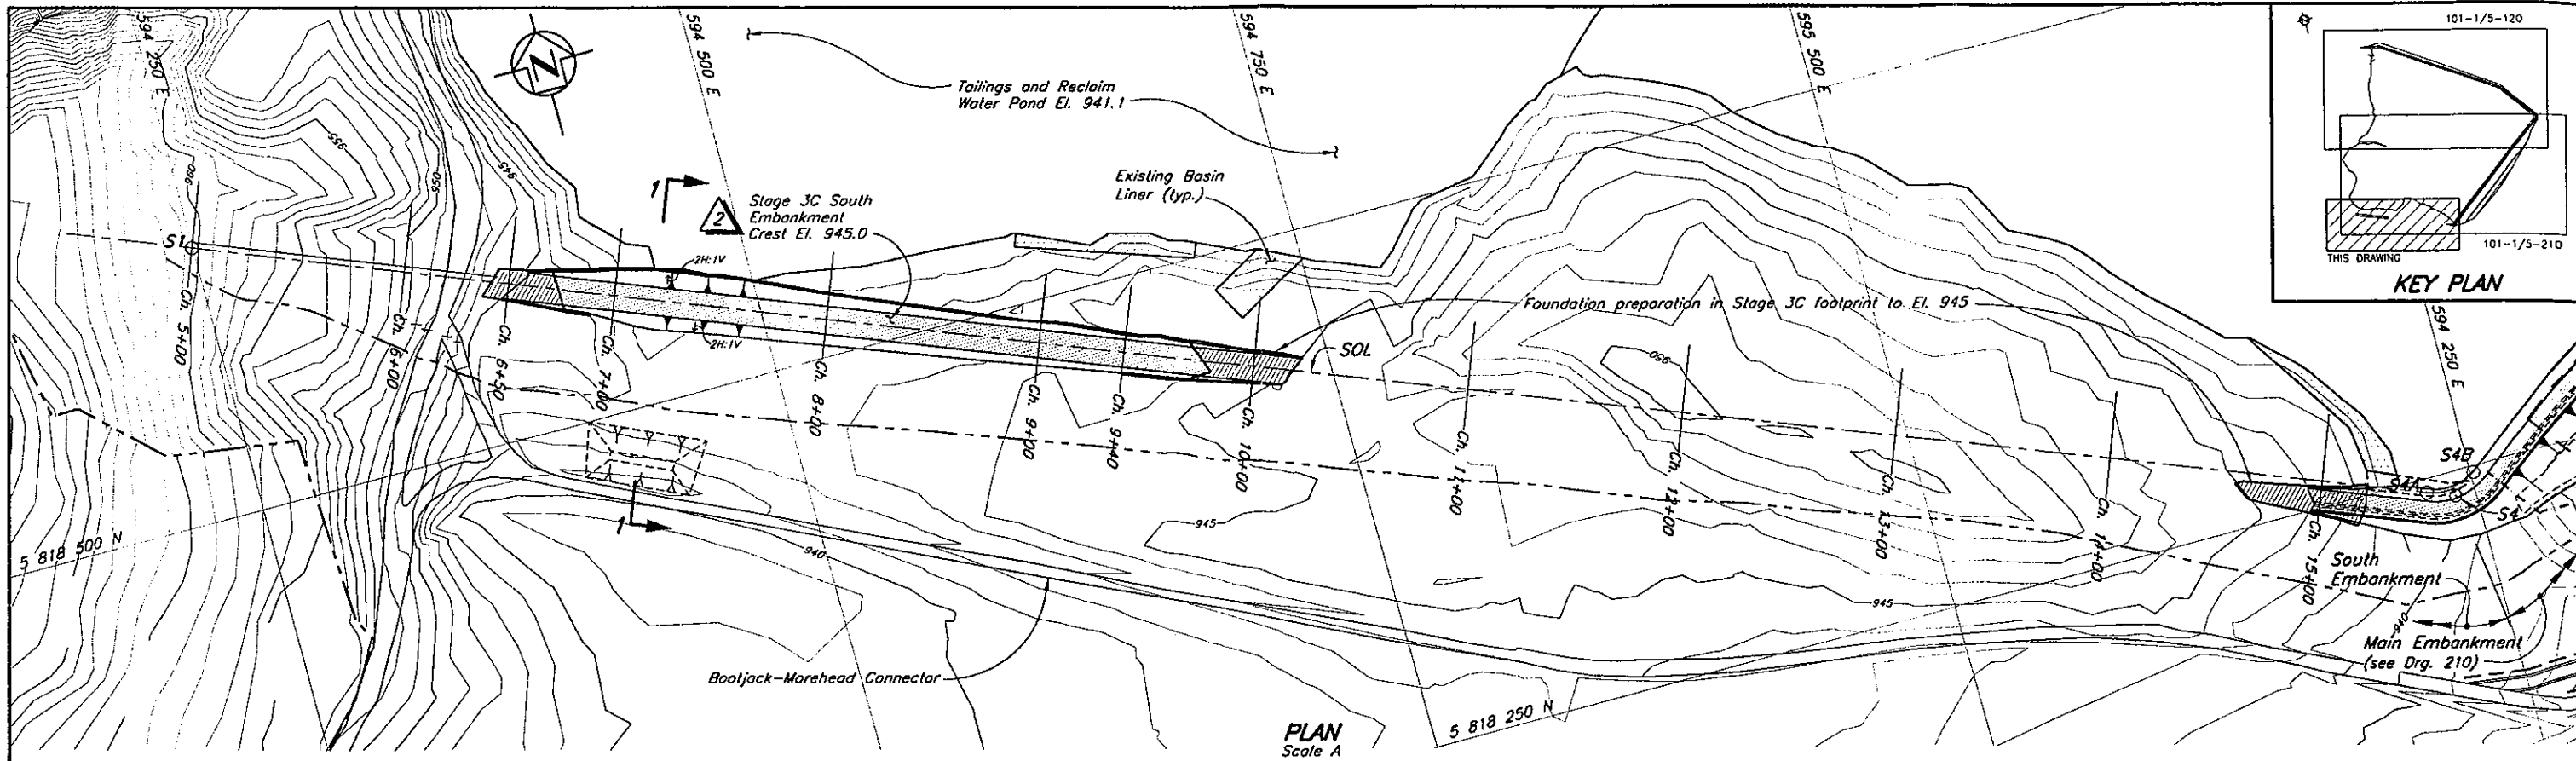 594 250 E
594 500 E
594 750 E
595 500 E
594 250 E
5 818 500 N
5 818 250 N
N
Tailings and Reclaim
Water Pond El. 941.1
Existing Basin
Liner (typ.)
1
2
Stage 3C South
Embankment
Crest El. 945.0
2H:1V
2H:1V
Foundation preparation in Stage 3C footprint to El. 945
SOL
S1
955
945
960
950
950
945
940
945
940
Ch. 5+00
Ch. 6+00
Ch. 6+50
Ch. 7+00
Ch. 8+00
Ch. 9+00
Ch. 9+40
Ch. 10+00
Ch. 11+00
Ch. 12+00
Ch. 13+00
Ch. 14+00
Ch. 15+00
1
S4B
S4A
S4
South
Embankment
Main Embankment
(see Drg. 210)
Bootjack-Morehead Connector
PLAN
Scale A
101-1/5-120
101-1/5-210
THIS DRAWING
KEY PLAN